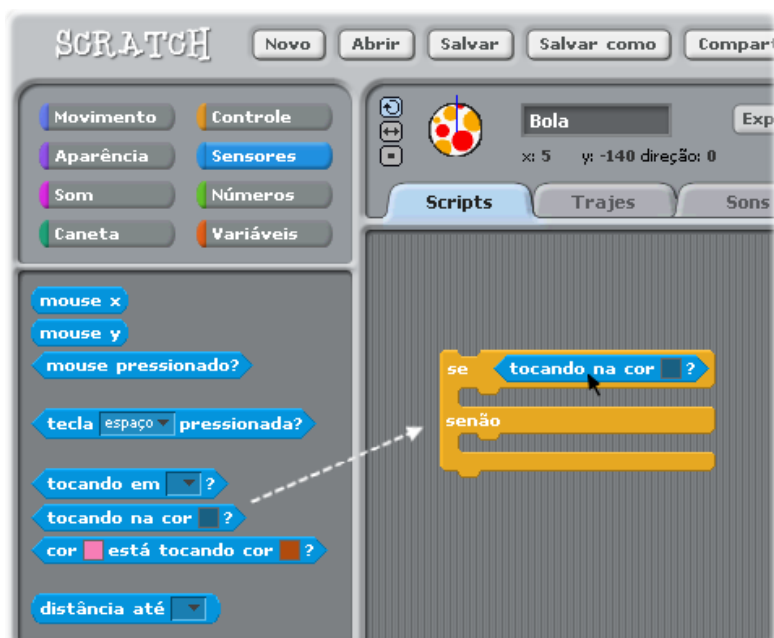 SCRATCH Novo Abrir Salvar Salvar como Compart
Movimento Controle
Aparência Sensores
Som Números
Caneta Variáveis
Bola Exp
x: 5 y: -140 direção: 0
Scripts Trajes Sons
mouse x
mouse y
mouse pressionado?
tecla espaço pressionada?
tocando em ?
tocando na cor ?
cor está tocando cor ?
distância até
se tocando na cor ?
senão